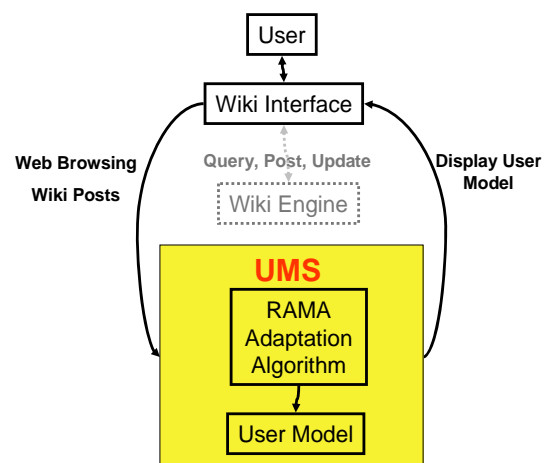 User
Wiki Interface
Web Browsing
Wiki Posts
Query, Post, Update
Display User
Model
Wiki Engine
UMS
RAMA
Adaptation
Algorithm
User Model